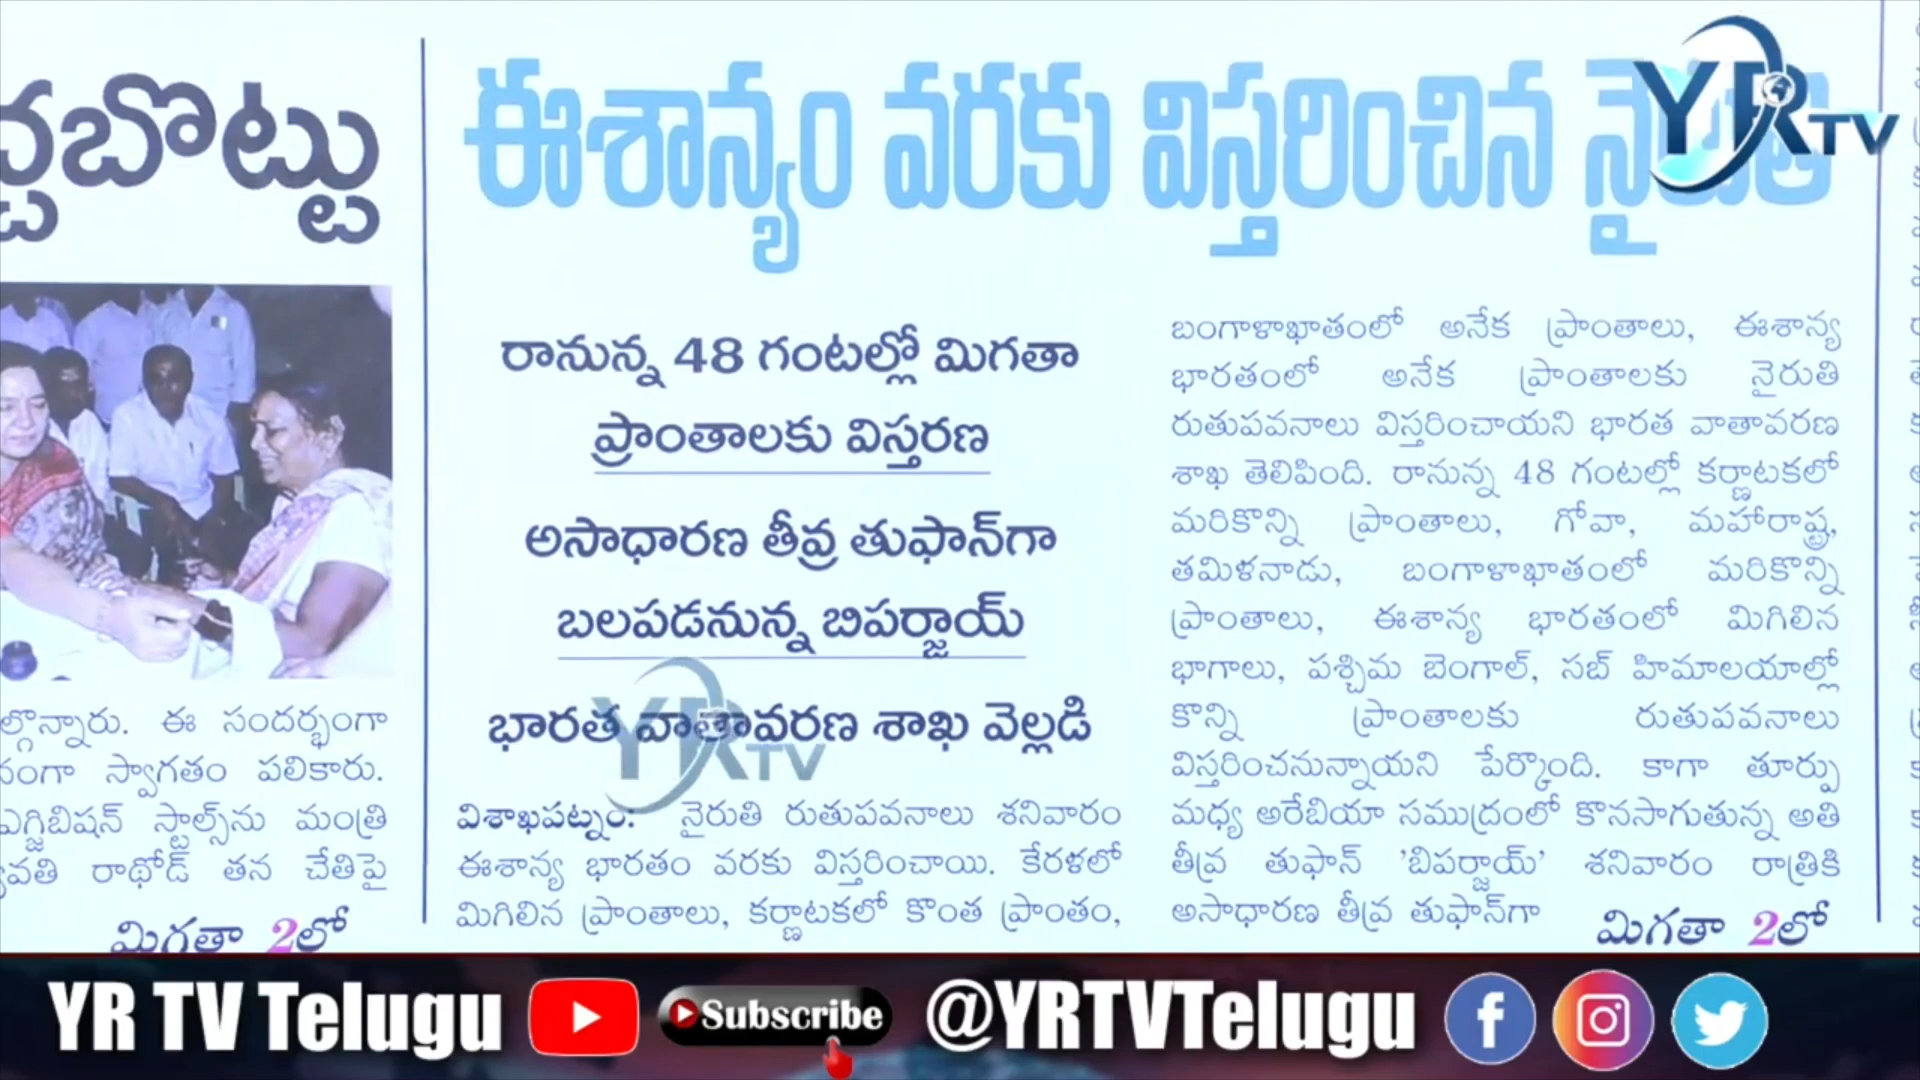 ఈశాన్యం వరకు విస్తరించిన
YR TV
రానున్న 48 గంటల్లో మిగతా
ప్రాంతాలకు విస్తరణ
అసాధారణ తీవ్ర తుఫాన్‌గా
బలపడనున్న బిపర్జాయ్
భారత వాతావరణ శాఖ వెల్లడి
YR TV
విశాఖపట్నం: నైరుతి రుతుపవనాలు శనివారం
ఈశాన్య భారతం వరకు విస్తరించాయి. కేరళలో
మిగిలిన ప్రాంతాలు, కర్ణాటకలో కొంత ప్రాంతం,
బంగాళాఖాతంలో అనేక ప్రాంతాలు, ఈశాన్య
భారతంలో అనేక ప్రాంతాలకు నైరుతి
రుతుపవనాలు విస్తరించాయని భారత వాతావరణ
శాఖ తెలిపింది. రానున్న 48 గంటల్లో కర్ణాటకలో
మరికొన్ని ప్రాంతాలు, గోవా, మహారాష్ట్ర,
తమిళనాడు, బంగాళాఖాతంలో మరికొన్ని
ప్రాంతాలు, ఈశాన్య భారతంలో మిగిలిన
భాగాలు, పశ్చిమ బెంగాల్, సబ్ హిమాలయాల్లో
కొన్ని ప్రాంతాలకు రుతుపవనాలు
విస్తరించనున్నాయని పేర్కొంది. కాగా తూర్పు
మధ్య అరేబియా సముద్రంలో కొనసాగుతున్న అతి
తీవ్ర తుఫాన్ 'బిపర్జాయ్' శనివారం రాత్రికి
అసాధారణ తీవ్ర తుఫాన్‌గా
మిగతా 2లో
ఈ సందర్భంగా
స్వాగతం పలికారు.
ఎగ్జిబిషన్ స్టాల్స్‌ను మంత్రి
రాథోడ్ తన చేతిపై
మిగతా 2లో
YR TV Telugu Subscribe @YRTVTelugu